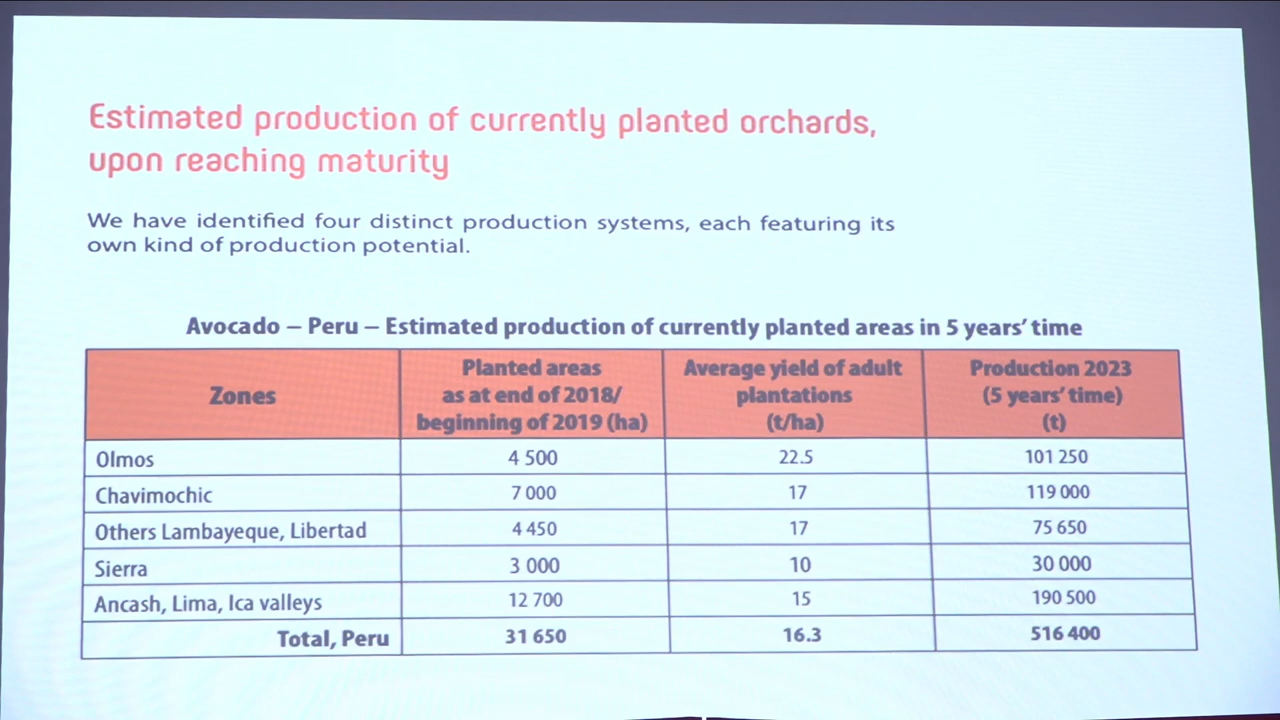 Estimated production of currently planted orchards,
upon reaching maturity
We have identified four distinct production systems, each featuring its
own kind of production potential.
Avocado – Peru – Estimated production of currently planted areas in 5 years' time
Zones
Planted areas
as at end of 2018/
beginning of 2019 (ha)
Average yield of adult
plantations
(t/ha)
Production 2023
(5 years' time)
(t)
Olmos 4 500 22.5 101 250
Chavimochic 7 000 17 119 000
Others Lambayeque, Libertad 4 450 17 75 650
Sierra 3 000 10 30 000
Ancash, Lima, Ica valleys 12 700 15 190 500
Total, Peru 31 650 16.3 516 400